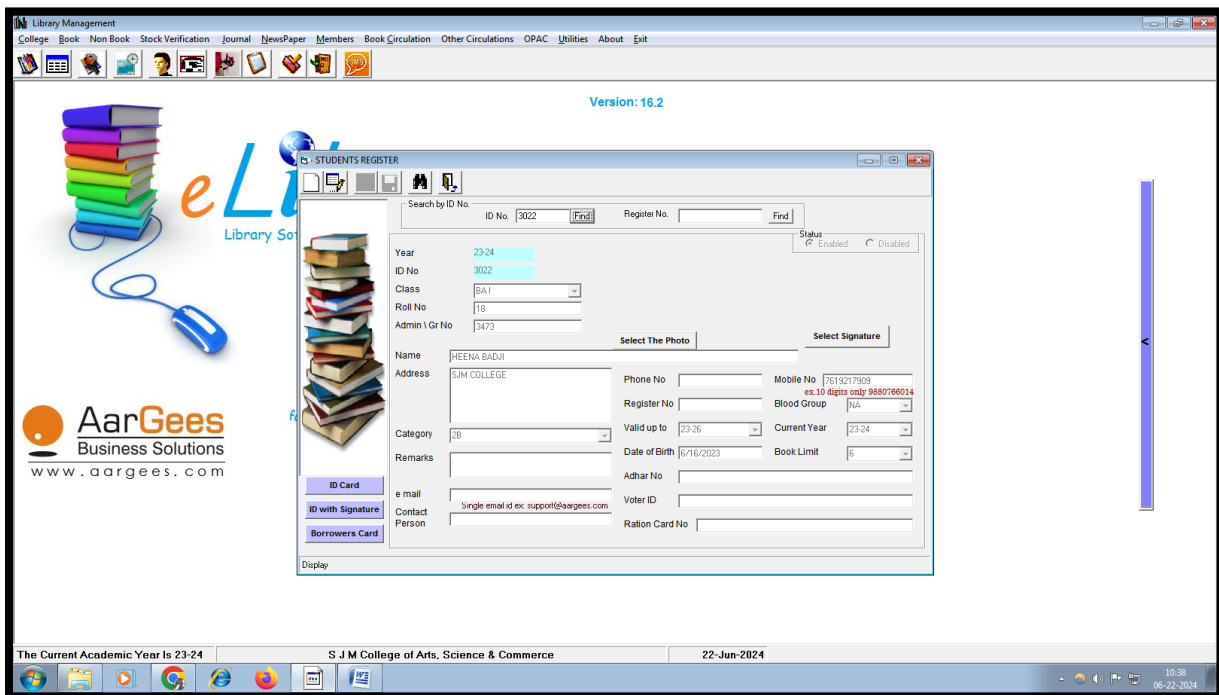 Library Management
College Book Non Book Stock Verification Journal NewsPaper Members Book Circulation Other Circulations OPAC Utilities About Exit
SMS
Version: 16.2
eLi
Library So
STUDENTS REGISTER
Search by ID No.
ID No. 3022 Find Register No. Find
Status
Enabled Disabled
Year 23-24
ID No 3022
Class BA I
Roll No 18
Admin \ Gr No 3473
Select The Photo Select Signature
Name HEENA BADJI
Address SJM COLLEGE
Phone No Mobile No 7619217909
ex.10 digits only 9880766014
Register No Blood Group NA
Category 2B Valid up to 23-26 Current Year 23-24
Remarks Date of Birth 6/16/2023 Book Limit 6
Adhar No
e mail
Single email id ex: support@aargees.com
Voter ID
Contact Person
Ration Card No
ID Card
ID with Signature
Borrowers Card
Display
AarGees
Business Solutions
www.aargees.com
<
The Current Academic Year Is 23-24 S J M College of Arts, Science & Commerce 22-Jun-2024
10:38
06-22-2024